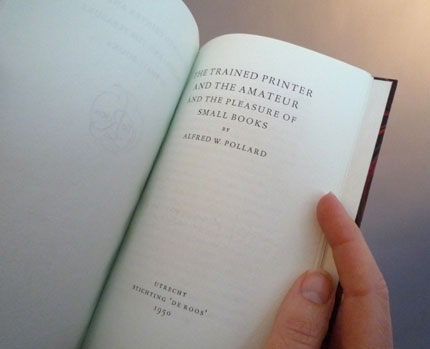 THE TRAINED PRINTER
AND THE AMATEUR
AND THE PLEASURE OF
SMALL BOOKS
BY
ALFRED W. POLLARD
UTRECHT
STICHTING 'DE ROOS'
1950